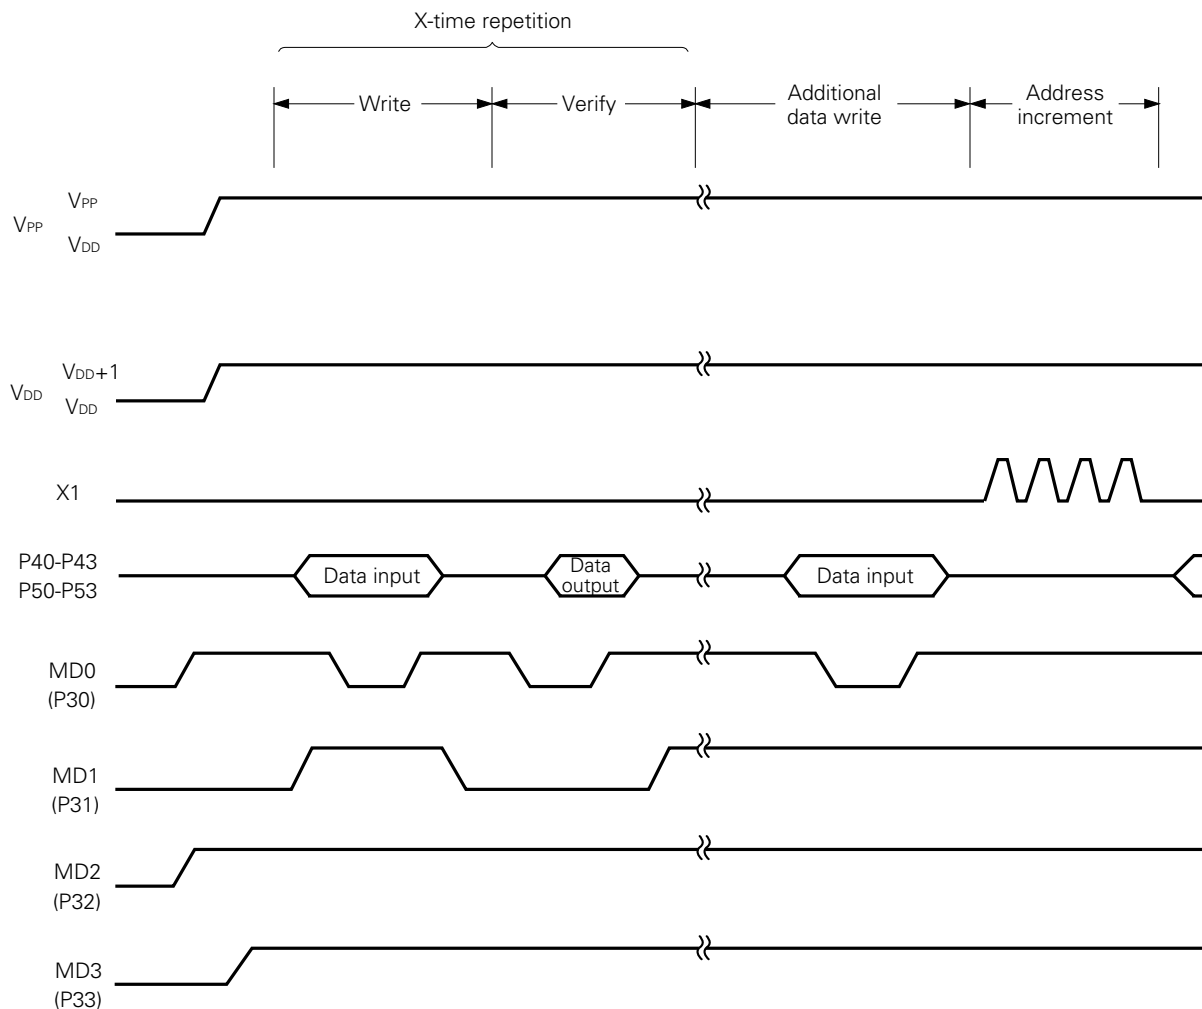 X-time repetition
Write
Verify
Additional
data write
Address
increment
VPP
VPP
VDD
VDD+1
VDD
VDD
X1
P40-P43
P50-P53
Data input
Data
output
Data input
MD0
(P30)
MD1
(P31)
MD2
(P32)
MD3
(P33)